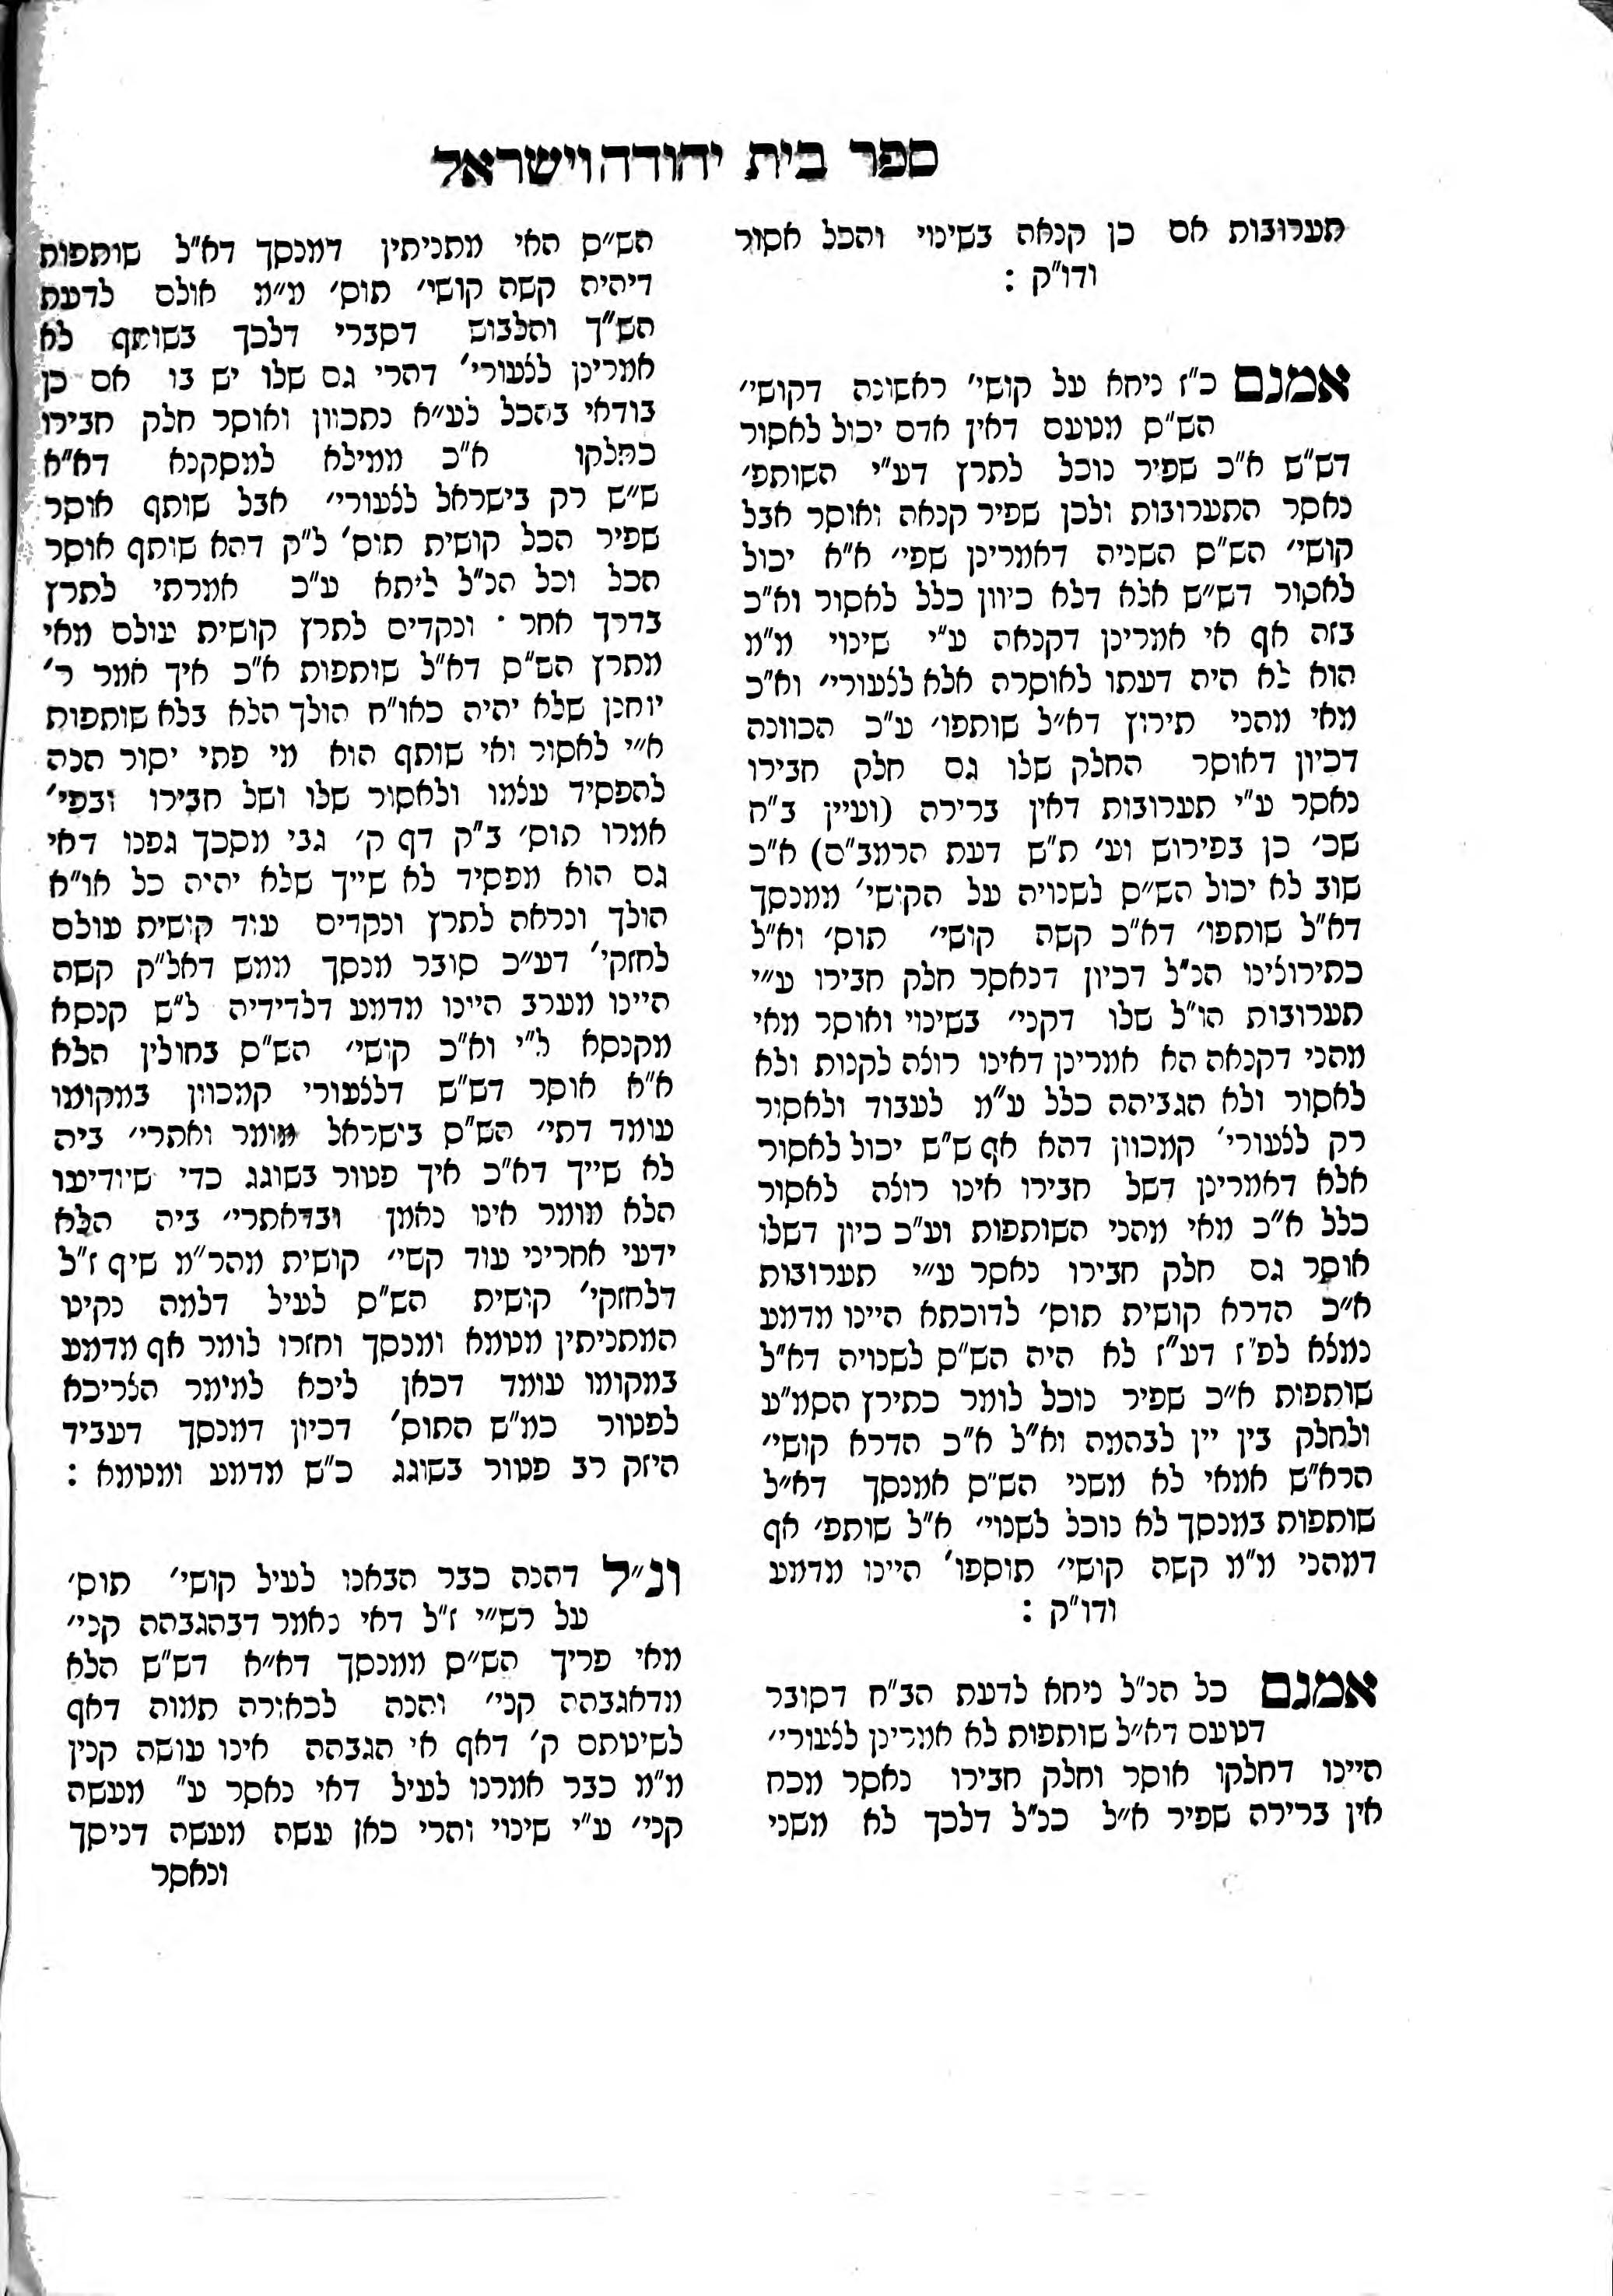 ספר בית יהודה וישראל
תערובות אם כן קנאה בשינוי והכל אסור
ודו"ק :
אמנם כ"ז ניחא על קושי' ראשונה דקושי'
הש"ס מטעם דאין אדם יכול לאסור
דש"ש א"כ שפיר נוכל לתרץ דע"י השותפ'
נאסר התערובות ולכן שפיר קנאה ואוסר אבל
קושי' הש"ס השניה דאמרינן שפי' א"א יכול
לאסור דש"ש אלא דלא כיוון כלל לאסור וא"כ
בזה אף אי אמרינן דקנאה ע"י שינוי מ"מ
הוא לא היה דעתו לאוסרה אלא לצעורי' וא"כ
מאי מהני תירוץ דא"ל שותפו' ע"כ הכוונה
דכיון דאוסר החלק שלו גם חלק חבירו
נאסר ע"י תערובות דאין ברירה (ועיין ב"ח
שכ' כן בפירוש וע' ת"ש דעת הרמב"ם) א"כ
שוב לא יכול הש"ס לשנויה על הקושי' ממנסך
דא"ל שותפו' דא"כ קשה קושי' תוס' וא"ל
כתירוצינו הנ"ל דכיון דנאסר חלק חבירו ע"י
תערובות הו"ל שלו דקני' בשינוי ואוסר מאי
מהני דקנאה הא אמרינן דאינו רוצה לקנות ולא
לאסור ולא הגביהה כלל ע"מ לעבוד ולאסור
רק לצעורי' קמכוון דהא אף ש"ש יכול לאסור
אלא דאמרינן דשל חבירו אינו רוצה לאסור
כלל א"כ מאי מהני השותפות וע"כ כיון דשלו
אוסר גם חלק חבירו נאסר ע"י תערובות
א"כ הדרא קושית תוס' לדוכתא היינו מדמע
נמצא לפ"ז דע"ז לא היה הש"ס לשנויה דא"ל
שותפות א"כ שפיר נוכל לומר כתירץ הסמ"ע
ולחלק בין יין לבהמה וא"ל א"כ הדרא קושי'
הרא"ש אמאי לא משני הש"ס אמנסך דא"ל
שותפות במנסך לא נוכל לשנוי' א"ל שותפ' אף
דמהני מ"מ קשה קושי' תוספו' היינו מדמע
ודו"ק :
אמנם כל הנ"ל ניחא לדעת הב"ח דסובר
דטעם דא"ל שותפות לא אמרינן לצעורי'
היינו דחלקו אוסר וחלק חבירו נאסר מכח
אין ברירה שפיר א"ל כנ"ל דלכך לא משני
הש"ס האי מתניתין דמנסך דא"ל שותפות
דיהיה קשה קושי' תוס' מ"מ אולם לדעת
הש"ך והלבוש דסברי דלכך בשותף לא
אמרינן לצעורי' דהרי גם שלו יש בו אם כן
בודאי בהכל לע"א נתכוון ואוסר חלק חבירו
כחלקו א"כ ממילא למסקנא דא"א
ש"ש רק בישראל לצעורי' אבל שותף אוסר
שפיר הכל קושית תוס' ל"ק דהא שותף אוסר
הכל וכל הנ"ל ליתא ע"כ אמרתי לתרץ
בדרך אחר · ונקדים לתרץ קושית עולם מאי
מתרץ הש"ס דא"ל שותפות א"כ איך אמר ר'
יוחנן שלא יהיה כאו"ח הולך הלא בלא שותפות
א"י לאסור ואי שותף הוא מי פתי יסור הנה
להפסיד עצמו ולאסור שלו ושל חבירו ובפי'
אמרו תוס' ב"ק דף ק' גבי מסכך גפנו דאי
גם הוא מפסיד לא שייך שלא יהיה כל או"א
הולך ונראה לתרץ ונקדים עוד קושית עולם
לחזקי' דע"כ סובר מנסך ממש דאל"ק קשה
היינו מערב היינו מדמע דלדידיה ל"ש קנסא
מקנסא ל"י וא"כ קושי' הש"ס בחולין הלא
א"א אוסר דש"ש דלצעורי קמכוון במקומו
עומד דתי' הש"ס בישראל מומר ואתרי' ביה
לא שייך דא"כ איך פטור בשוגג כדי שיודיעו
הלא מומר אינו נאמן ובדאתרי' ביה הלא
ידעי אחריני עוד קשי' קושית מהר"מ שיף ז"ל
דלחזקי' קושית הש"ס לעיל דלמה נקיט
המתניתין מטמא ומנסך וחזרו לומר אף מדמע
במקומו עומד דכאן ליכא למימר הצריכא
לפטור כמ"ש התוס' דכיון דמנסך דעביד
היזק רב פטור בשוגג כ"ש מדמע ומטמא :
ונ"ל דהנה כבר הבאנו לעיל קושי' תוס'
על רש"י ז"ל דאי נאמר דבהגבהה קני'
מאי פריך הש"ס ממנסך דא"א דש"ש הלא
מדאגבהה קני' והנה לכאורה תמוה דאף
לשיטתם ק' דאף אי הגבהה אינו עושה קנין
מ"מ כבר אמרנו לעיל דאי נאסר ע" מעשה
קני' ע"י שינוי והרי כאן עשה מעשה דניסך
ונאסר